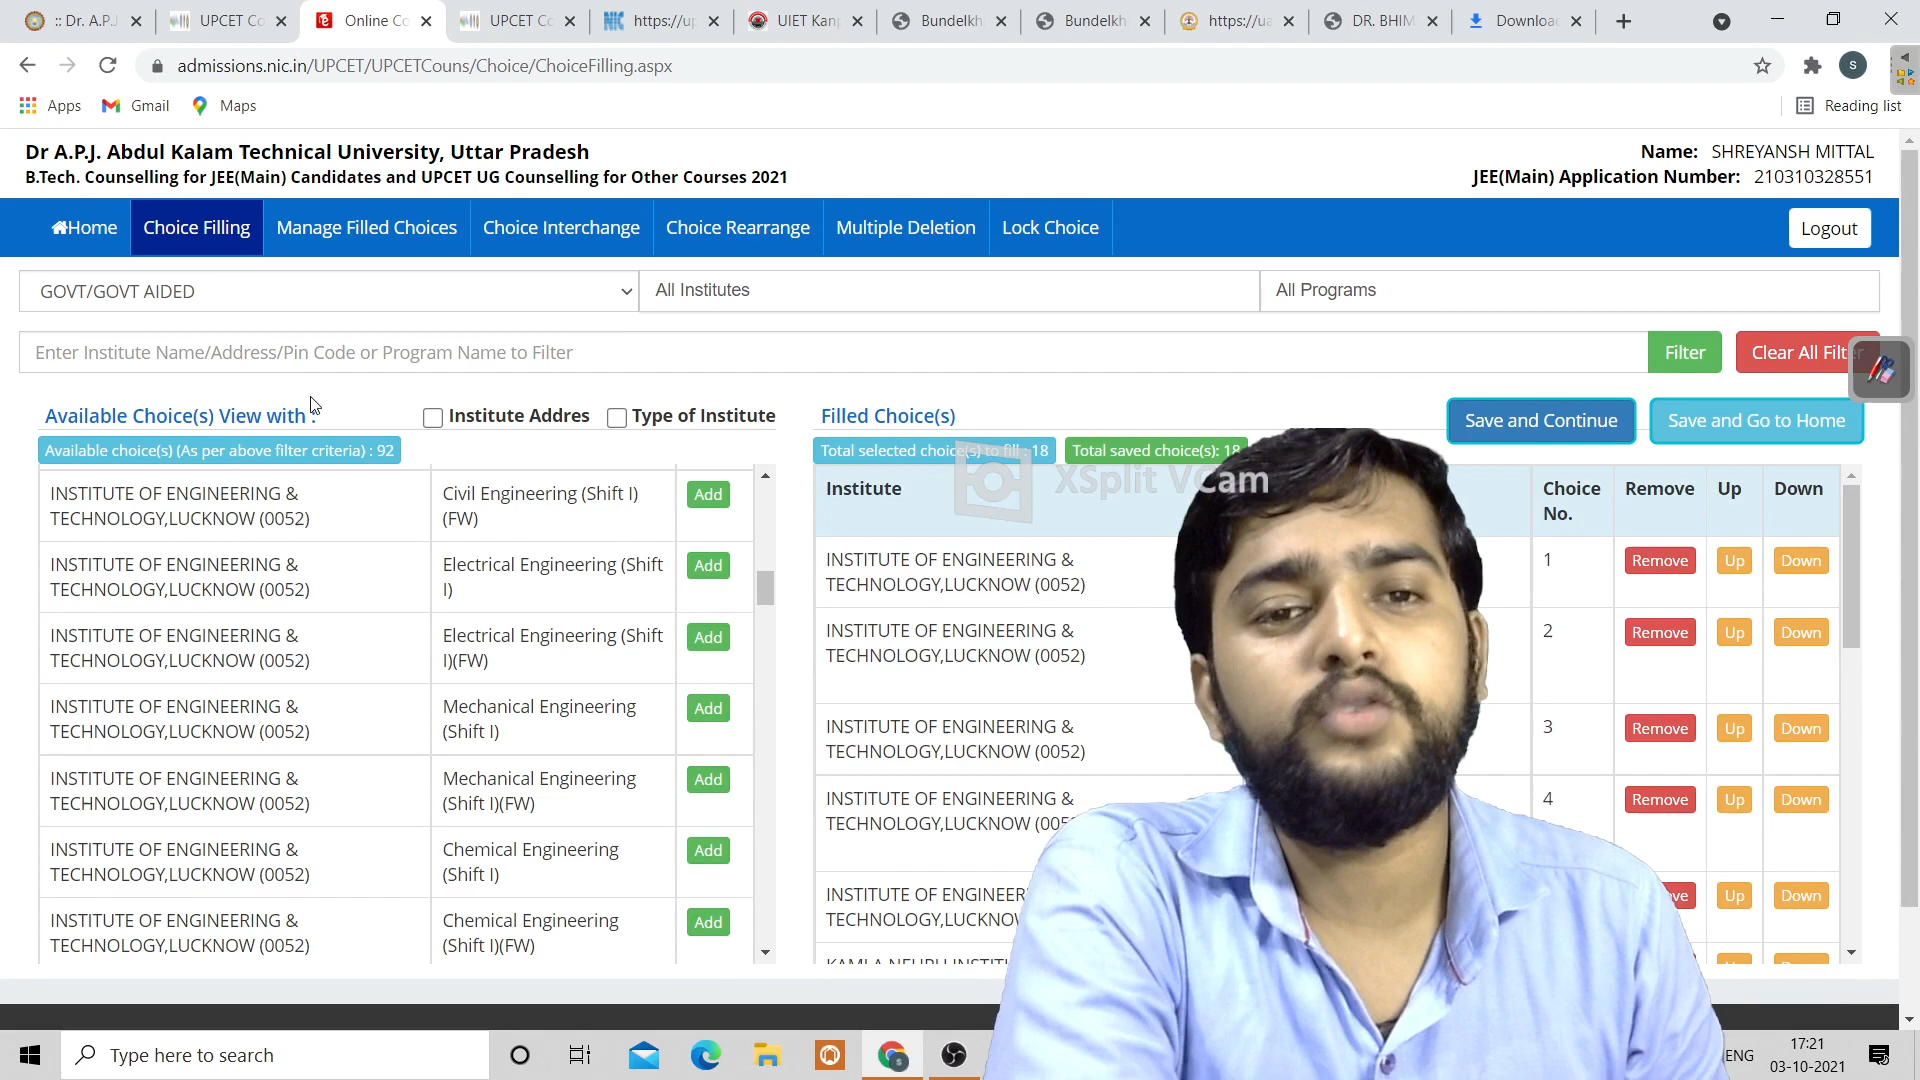 :: Dr. A.P.J
UPCET Co
Online Co
UPCET Co
https://up
UIET Kanp
Bundelkh
Bundelkh
https://ua
DR. BHIM
Downloa
admissions.nic.in/UPCET/UPCETCouns/Choice/ChoiceFilling.aspx
S
Apps
Gmail
Maps
Reading list
Dr A.P.J. Abdul Kalam Technical University, Uttar Pradesh
B.Tech. Counselling for JEE(Main) Candidates and UPCET UG Counselling for Other Courses 2021
Name: SHREYANSH MITTAL
JEE(Main) Application Number: 210310328551
Home
Choice Filling
Manage Filled Choices
Choice Interchange
Choice Rearrange
Multiple Deletion
Lock Choice
Logout
GOVT/GOVT AIDED
All Institutes
All Programs
Enter Institute Name/Address/Pin Code or Program Name to Filter
Filter
Clear All Filter
Available Choice(s) View with :
Institute Addres
Type of Institute
Available choice(s) (As per above filter criteria) : 92
INSTITUTE OF ENGINEERING &
TECHNOLOGY,LUCKNOW (0052)
Civil Engineering (Shift I)
(FW)
Add
INSTITUTE OF ENGINEERING &
TECHNOLOGY,LUCKNOW (0052)
Electrical Engineering (Shift
I)
Add
INSTITUTE OF ENGINEERING &
TECHNOLOGY,LUCKNOW (0052)
Electrical Engineering (Shift
I)(FW)
Add
INSTITUTE OF ENGINEERING &
TECHNOLOGY,LUCKNOW (0052)
Mechanical Engineering
(Shift I)
Add
INSTITUTE OF ENGINEERING &
TECHNOLOGY,LUCKNOW (0052)
Mechanical Engineering
(Shift I)(FW)
Add
INSTITUTE OF ENGINEERING &
TECHNOLOGY,LUCKNOW (0052)
Chemical Engineering
(Shift I)
Add
INSTITUTE OF ENGINEERING &
TECHNOLOGY,LUCKNOW (0052)
Chemical Engineering
(Shift I)(FW)
Add
Filled Choice(s)
Save and Continue
Save and Go to Home
Total selected choice(s) to fill : 18
Total saved choice(s): 18
XSplit VCam
Institute
Choice
No.
Remove
Up
Down
INSTITUTE OF ENGINEERING &
TECHNOLOGY,LUCKNOW (0052)
1
Remove
Up
Down
INSTITUTE OF ENGINEERING &
TECHNOLOGY,LUCKNOW (0052)
2
Remove
Up
Down
INSTITUTE OF ENGINEERING &
TECHNOLOGY,LUCKNOW (0052)
3
Remove
Up
Down
INSTITUTE OF ENGINEERING &
TECHNOLOGY,LUCKNOW (005
4
Remove
Up
Down
INSTITUTE OF ENGINEER
TECHNOLOGY,LUCKNOW
ve
Up
Down
KAMLA NEHRU INSTIT
Type here to search
ENG
17:21
03-10-2021